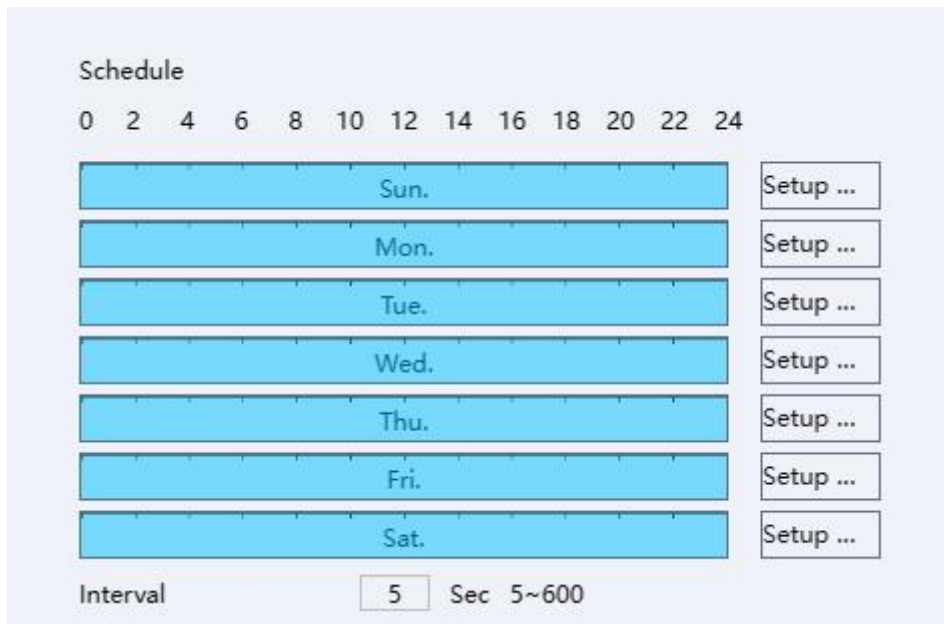 Schedule
0 2 4 6 8 10 12 14 16 18 20 22 24
Sun. Setup ...
Mon. Setup ...
Tue. Setup ...
Wed. Setup ...
Thu. Setup ...
Fri. Setup ...
Sat. Setup ...
Interval 5 Sec 5~600